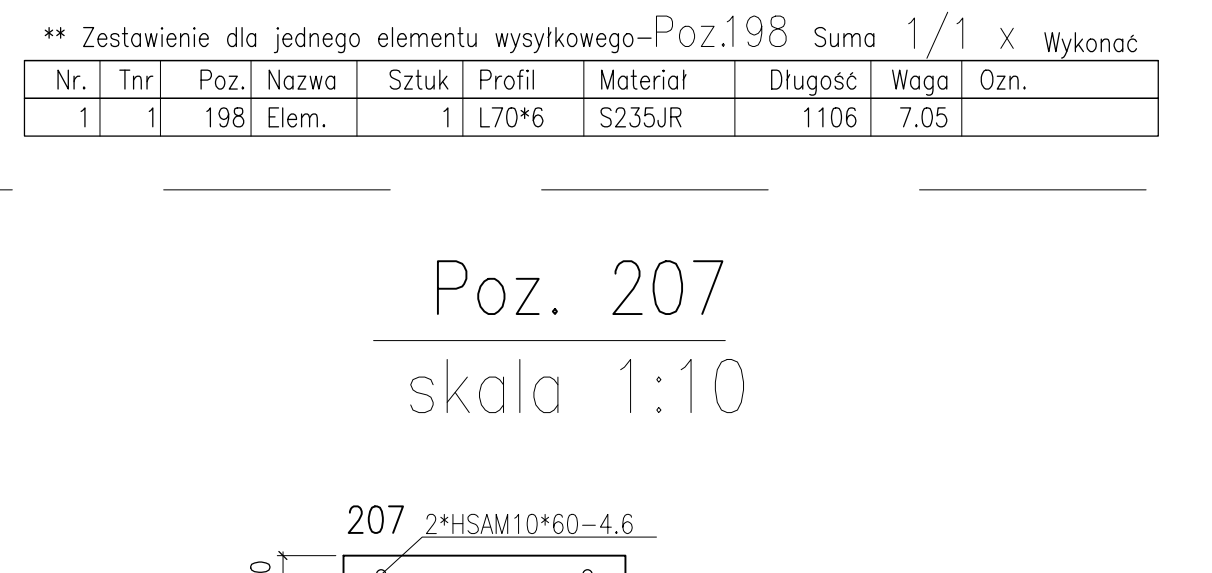 ** Zestawienie dla jednego elementu wysyłkowego-Poz.198 Suma 1/1 x Wykonać
Nr. Tnr Poz. Nazwa Sztuk Profil Materiał Długość Waga Ozn.
1 1 198 Elem. 1 L70*6 S235JR 1106 7.05
Poz. 207
skala 1:10
207 2*HSAM10*60-4.6